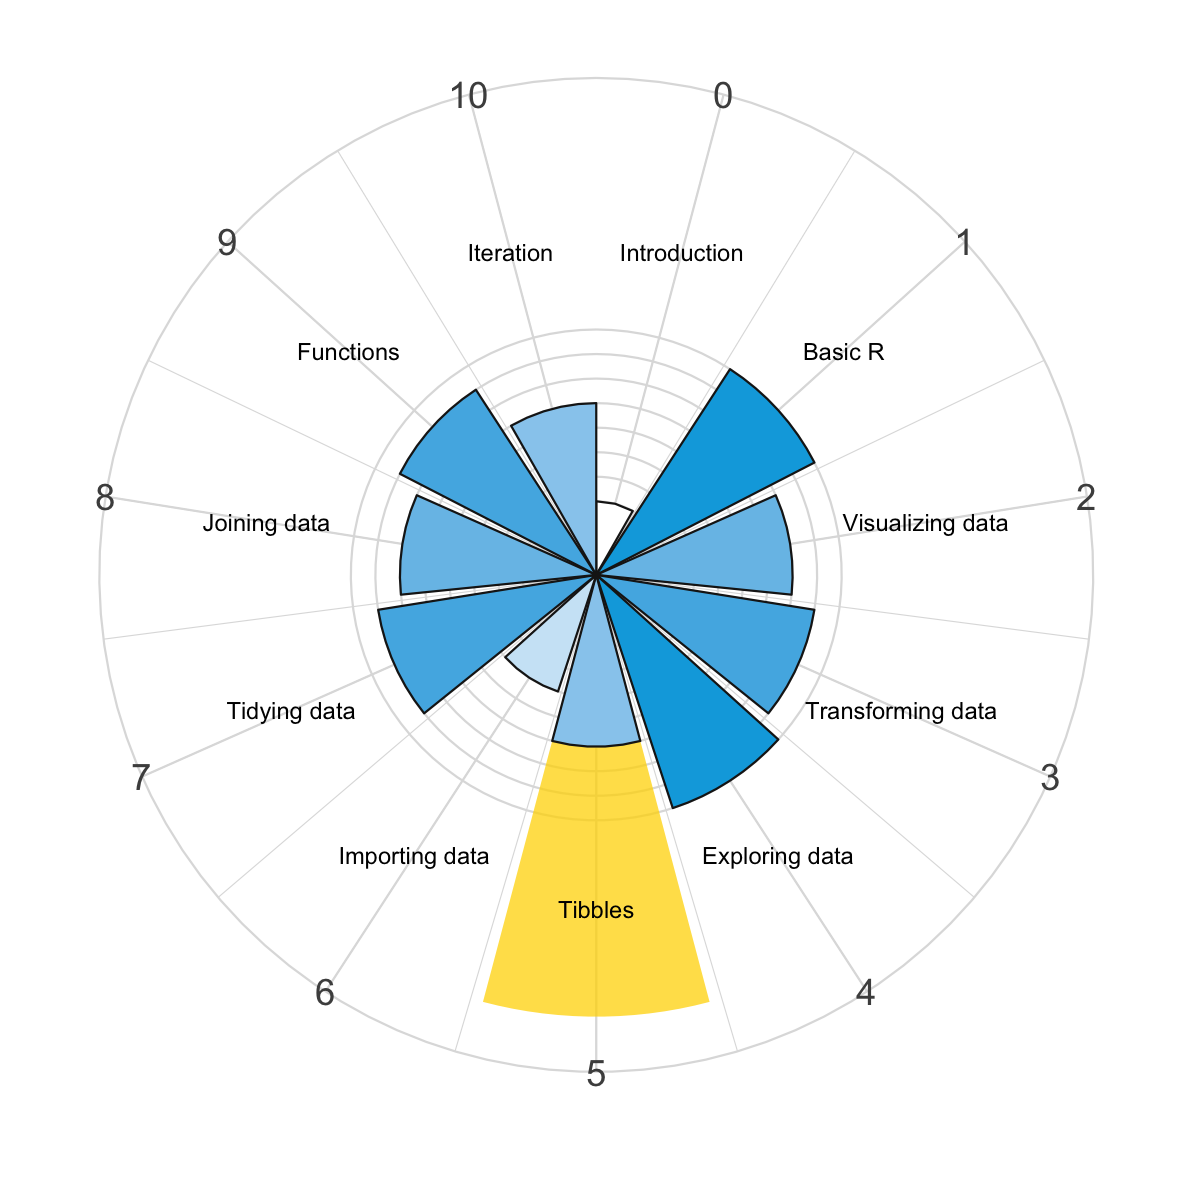 10
0
9
1
Iteration
Introduction
Functions
Basic R
8
2
Joining data
Visualizing data
Tidying data
Transforming data
7
3
Importing data
Exploring data
Tibbles
6
4
5